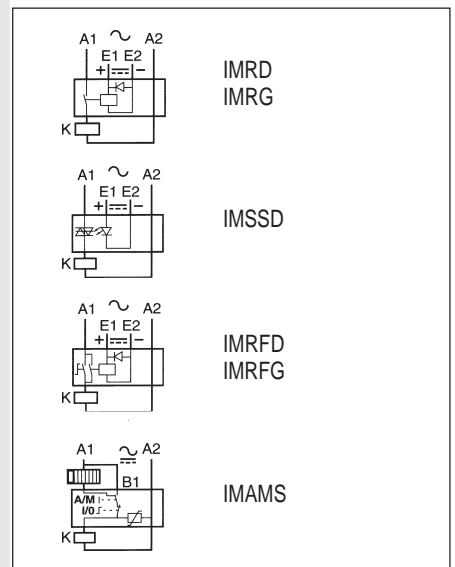 A1 ∼ A2
E1 E2
+ ⎓ −
K
IMRD
IMRG
A1 ∼ A2
E1 E2
+ ⎓ −
K
IMSSD
A1 ∼ A2
E1 E2
+ ⎓ −
K
IMRFD
IMRFG
A1 ∼ A2
B1
A/M
I/0
K
IMAMS